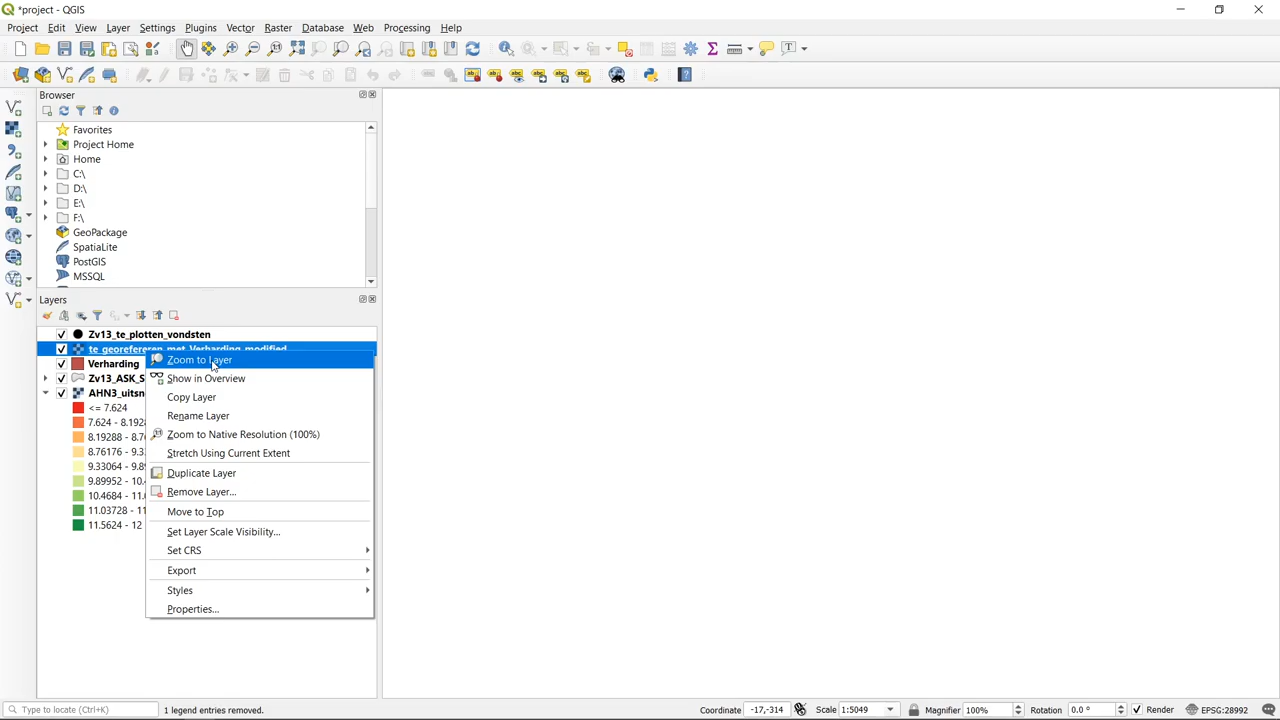 *project - QGIS
Project Edit View Layer Settings Plugins Vector Raster Database Web Processing Help
Browser
Favorites
Project Home
Home
C:\
D:\
E:\
F:\
GeoPackage
SpatiaLite
PostGIS
MSSQL
Layers
Zv13_te_plotten_vondsten
te_georefereren_met_Verharding_modified
Verharding
Zv13_ASK_S
AHN3_uitsn
<= 7.624
7.624 - 8.1928
8.19288 - 8.7
8.76176 - 9.3
9.33064 - 9.8
9.89952 - 10.
10.4684 - 11.
11.03728 - 11
11.5624 - 12
Zoom to Layer
Show in Overview
Copy Layer
Rename Layer
Zoom to Native Resolution (100%)
Stretch Using Current Extent
Duplicate Layer
Remove Layer...
Move to Top
Set Layer Scale Visibility...
Set CRS
Export
Styles
Properties...
Type to locate (Ctrl+K) 1 legend entries removed. Coordinate -17,-314 Scale 1:5049 Magnifier 100% Rotation 0.0 ° Render EPSG:28992